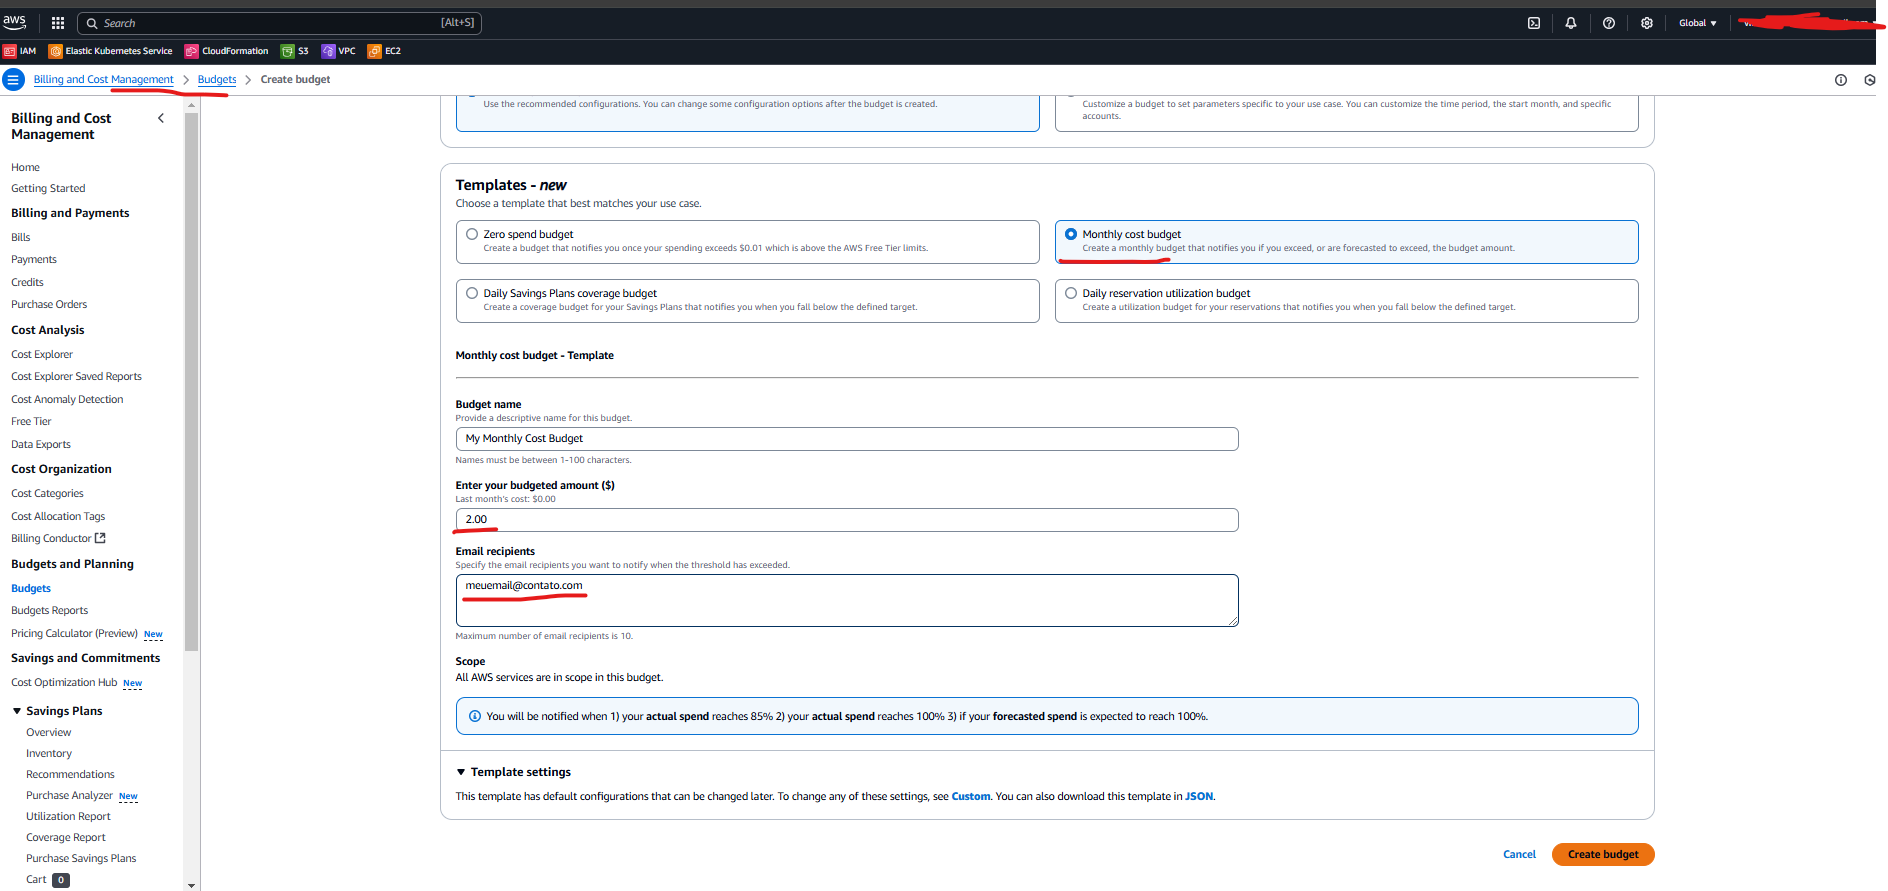 aws
Search
[Alt+S]
Global
IAM
Elastic Kubernetes Service
CloudFormation
S3
VPC
EC2
Billing and Cost Management
Budgets
Create budget
Billing and Cost
Management
Home
Getting Started
Billing and Payments
Bills
Payments
Credits
Purchase Orders
Cost Analysis
Cost Explorer
Cost Explorer Saved Reports
Cost Anomaly Detection
Free Tier
Data Exports
Cost Organization
Cost Categories
Cost Allocation Tags
Billing Conductor
Budgets and Planning
Budgets
Budgets Reports
Pricing Calculator (Preview) New
Savings and Commitments
Cost Optimization Hub New
Savings Plans
Overview
Inventory
Recommendations
Purchase Analyzer New
Utilization Report
Coverage Report
Purchase Savings Plans
Cart 0
Use the recommended configurations. You can change some configuration options after the budget is created.
Customize a budget to set parameters specific to your use case. You can customize the time period, the start month, and specific
accounts.
Templates - new
Choose a template that best matches your use case.
Zero spend budget
Create a budget that notifies you once your spending exceeds $0.01 which is above the AWS Free Tier limits.
Monthly cost budget
Create a monthly budget that notifies you if you exceed, or are forecasted to exceed, the budget amount.
Daily Savings Plans coverage budget
Create a coverage budget for your Savings Plans that notifies you when you fall below the defined target.
Daily reservation utilization budget
Create a utilization budget for your reservations that notifies you when you fall below the defined target.
Monthly cost budget - Template
Budget name
Provide a descriptive name for this budget.
My Monthly Cost Budget
Names must be between 1-100 characters.
Enter your budgeted amount ($)
Last month's cost: $0.00
2.00
Email recipients
Specify the email recipients you want to notify when the threshold has exceeded.
meuemail@contato.com
Maximum number of email recipients is 10.
Scope
All AWS services are in scope in this budget.
You will be notified when 1) your actual spend reaches 85% 2) your actual spend reaches 100% 3) if your forecasted spend is expected to reach 100%.
Template settings
This template has default configurations that can be changed later. To change any of these settings, see Custom. You can also download this template in JSON.
Cancel
Create budget